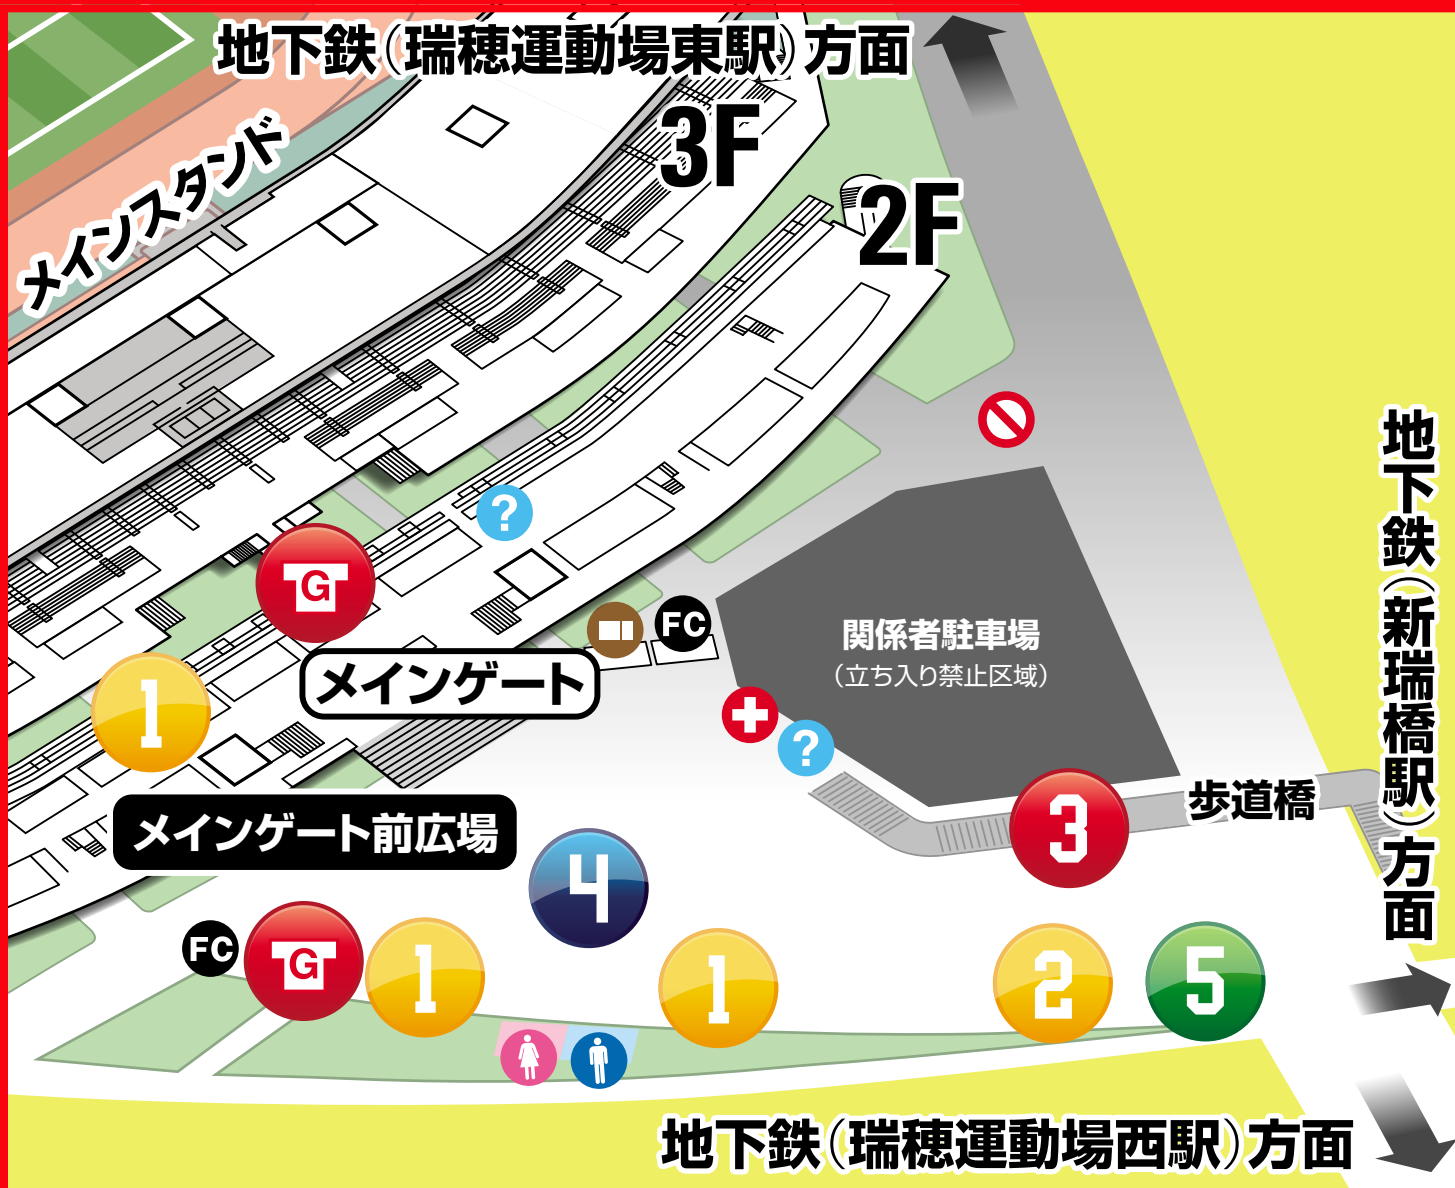 地下鉄（瑞穂運動場東駅）方面
メインスタンド
3F
2F
地下鉄（新瑞橋駅）方面
?
G
FC
関係者駐車場
（立ち入り禁止区域）
メインゲート
1
?
歩道橋
3
メインゲート前広場
4
FC
G
1
1
2
5
地下鉄（瑞穂運動場西駅）方面